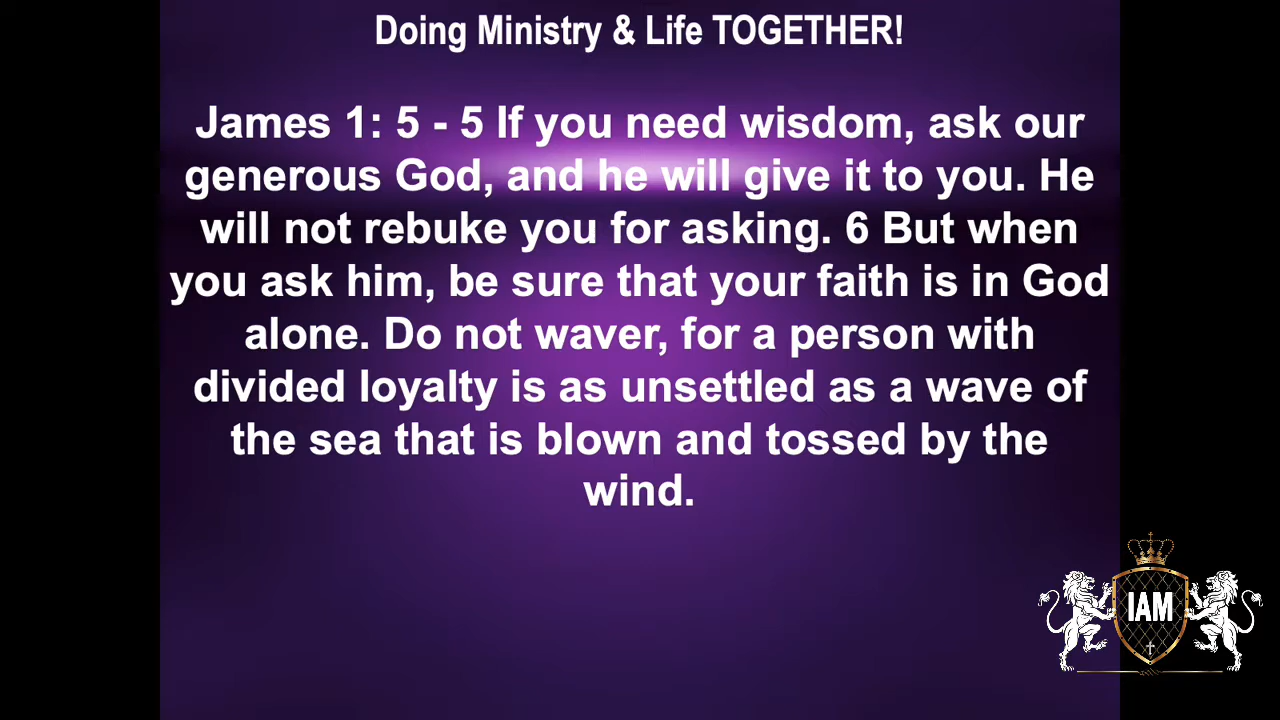 Doing Ministry & Life TOGETHER!
James 1: 5 - 5 If you need wisdom, ask our
generous God, and he will give it to you. He
will not rebuke you for asking. 6 But when
you ask him, be sure that your faith is in God
alone. Do not waver, for a person with
divided loyalty is as unsettled as a wave of
the sea that is blown and tossed by the
wind.
IAM